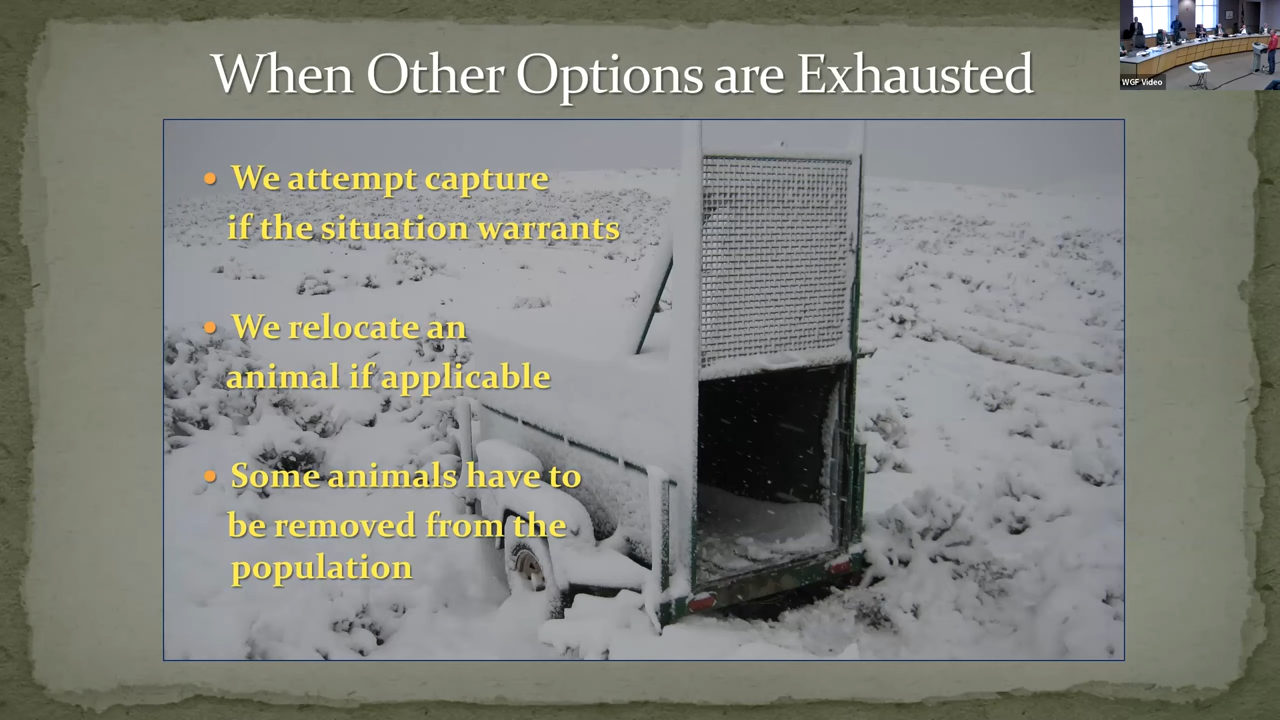 When Other Options are Exhausted
WGF Video
• We attempt capture
if the situation warrants
• We relocate an
animal if applicable
• Some animals have to
be removed from the
population